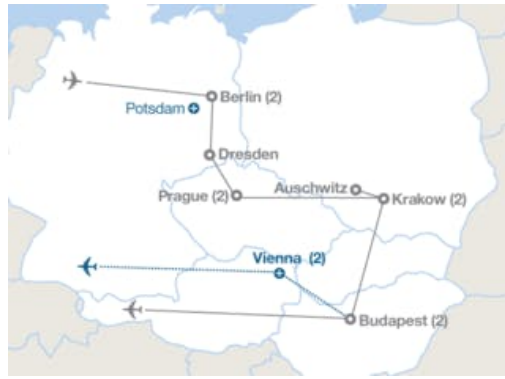 Berlin (2)
Potsdam
Dresden
Auschwitz
Prague (2)
Krakow (2)
Vienna (2)
Budapest (2)